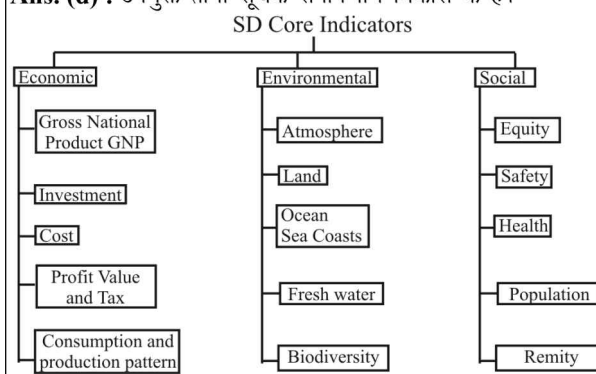 Ans. (d) :
SD Core Indicators
Economic
Gross National
Product GNP
Investment
Cost
Profit Value
and Tax
Consumption and
production pattern
Environmental
Atmosphere
Land
Ocean
Sea Coasts
Fresh water
Biodiversity
Social
Equity
Safety
Health
Population
Remity